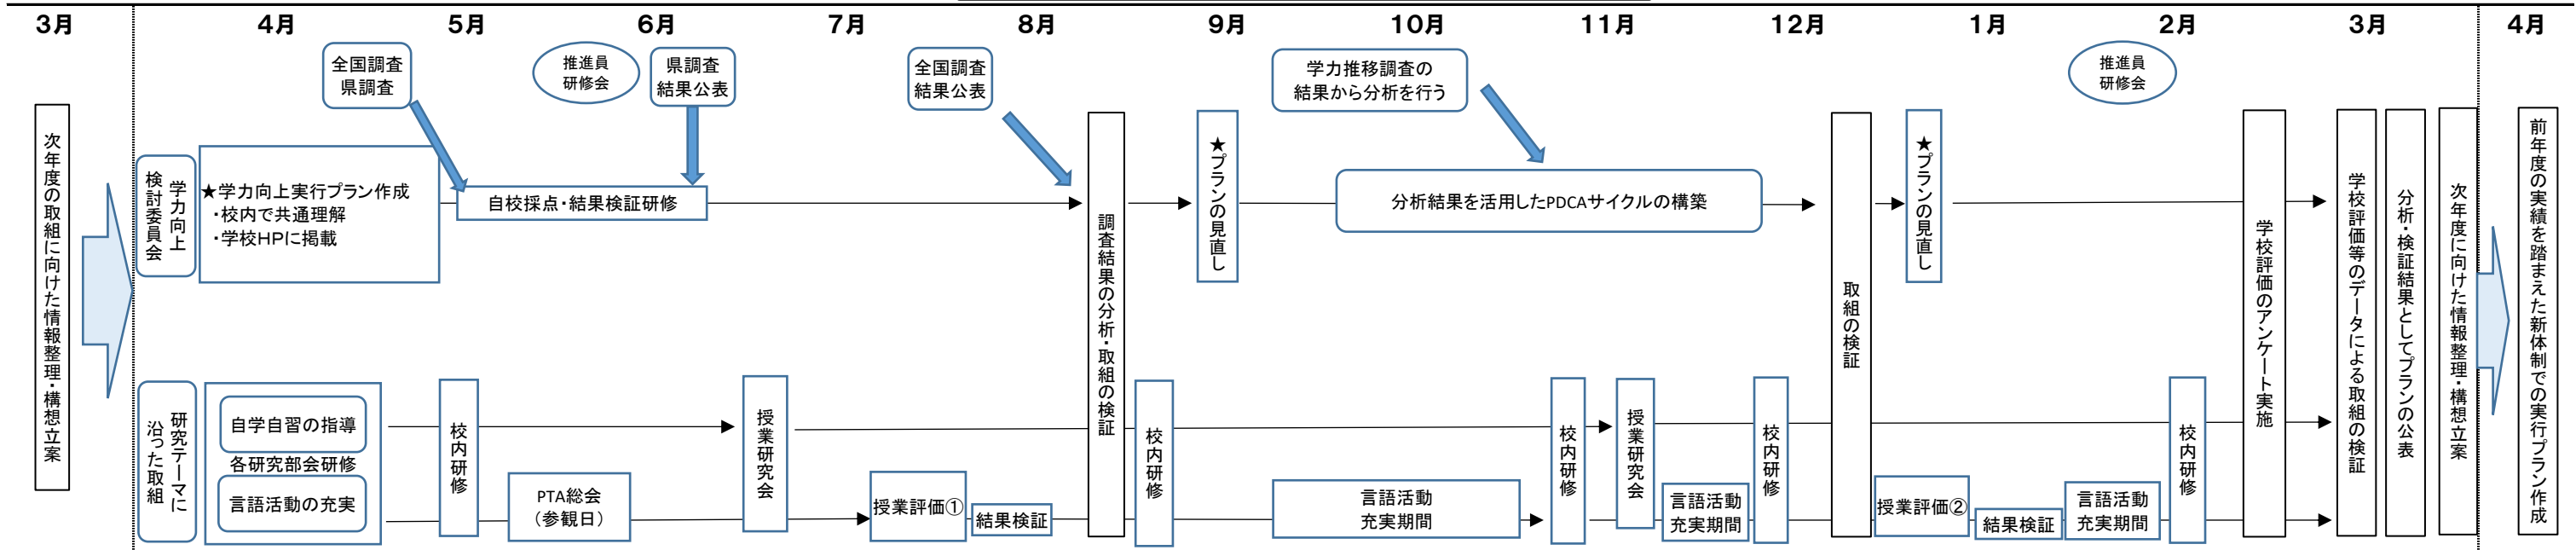 3月
4月
5月
6月
7月
8月
9月
10月
11月
12月
1月
2月
3月
4月
全国調査
県調査
推進員
研修会
県調査
結果公表
全国調査
結果公表
学力推移調査の
結果から分析を行う
推進員
研修会
次年度の取組に向けた情報整理・構想立案
学力向上
検討委員会
★学力向上実行プラン作成
・校内で共通理解
・学校HPに掲載
自校採点・結果検証研修
調査結果の分析・取組の検証
★プランの見直し
分析結果を活用したPDCAサイクルの構築
取組の検証
★プランの見直し
学校評価のアンケート実施
学校評価等のデータによる取組の検証
分析・検証結果としてプランの公表
次年度に向けた情報整理・構想立案
前年度の実績を踏まえた新体制での実行プラン作成
研究テーマに
沿った取組
自学自習の指導
各研究部会研修
言語活動の充実
校内研修
PTA総会
（参観日）
授業研究会
授業評価①
結果検証
校内研修
言語活動
充実期間
校内研修
授業研究会
言語活動
充実期間
校内研修
授業評価②
結果検証
言語活動
充実期間
校内研修